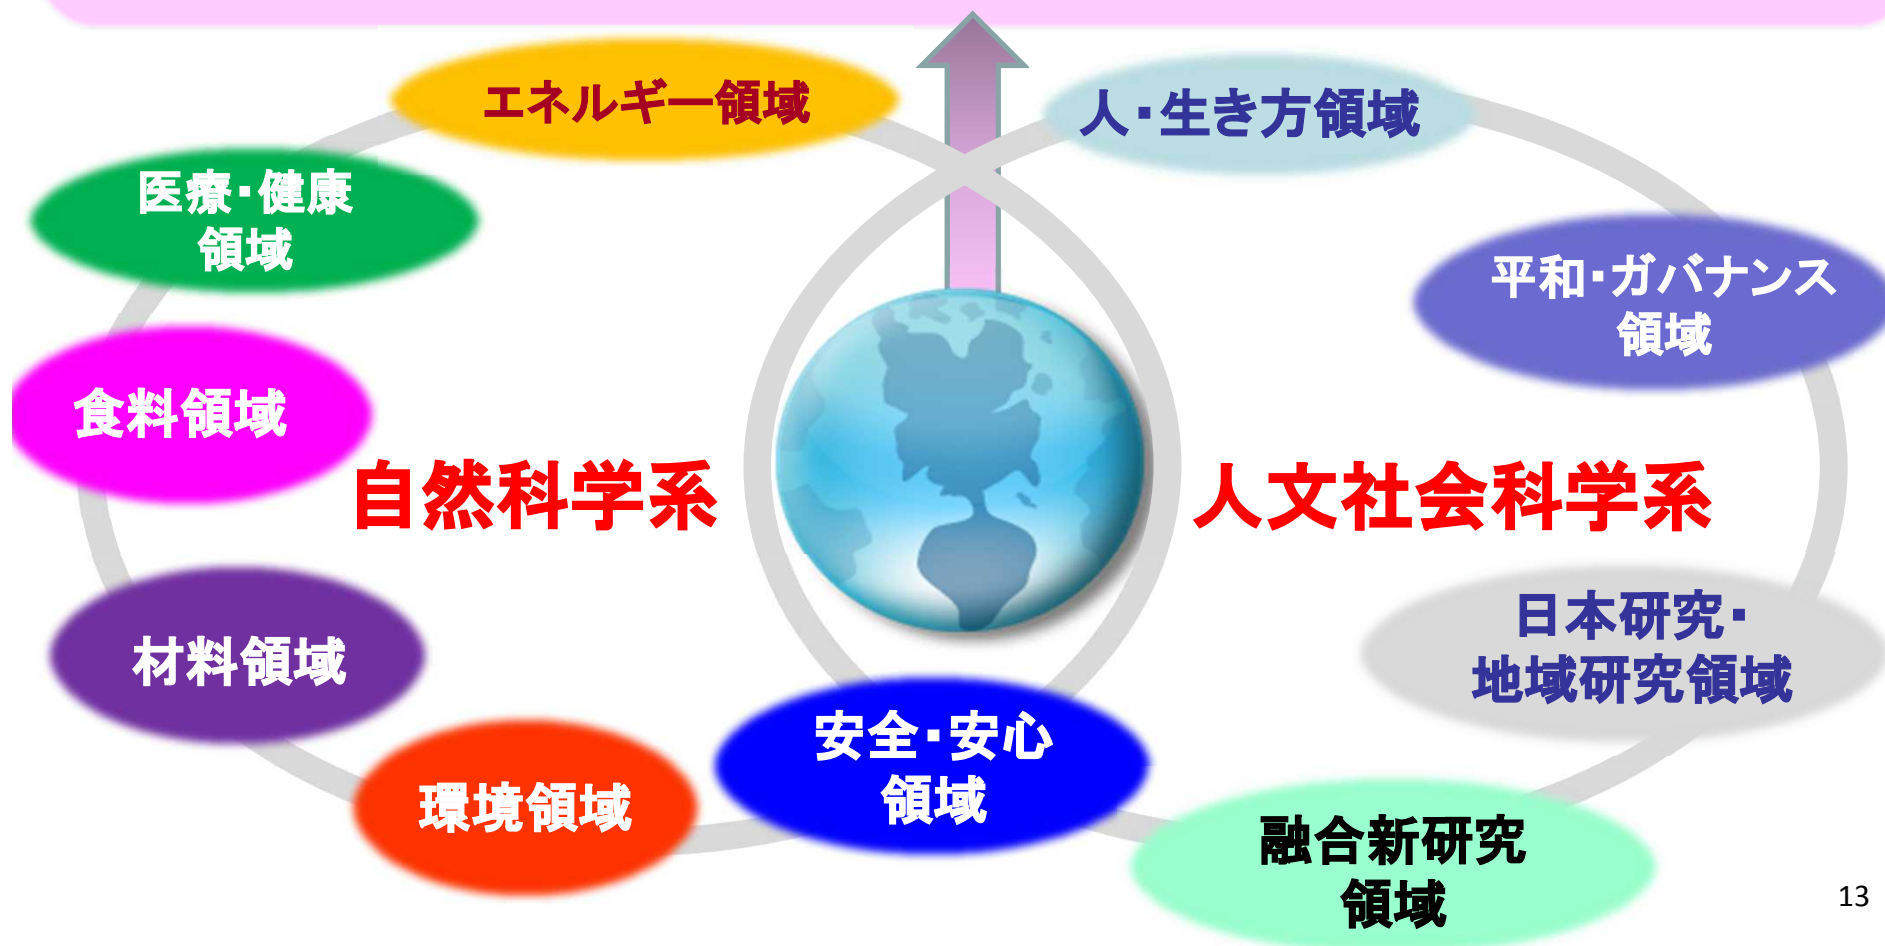 エネルギー領域
人・生き方領域
医療・健康
領域
平和・ガバナンス
領域
食料領域
自然科学系
人文社会科学系
日本研究・
地域研究領域
材料領域
安全・安心
領域
環境領域
融合新研究
領域
13